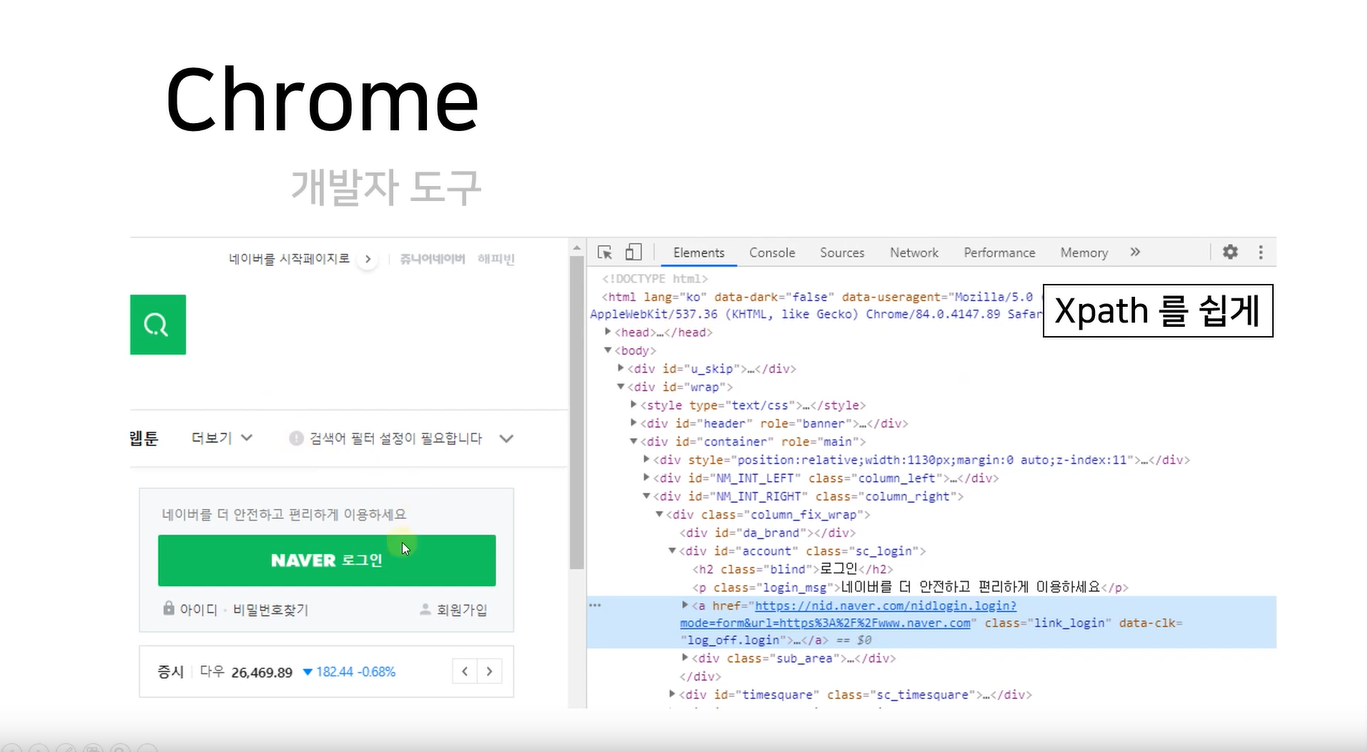 Chrome
개발자 도구
네이버를 시작페이지로
쥬니어네이버 해피빈
Elements Console Sources Network Performance Memory »
<!DOCTYPE html>
<html lang="ko" data-dark="false" data-useragent="Mozilla/5.0
AppleWebKit/537.36 (KHTML, like Gecko) Chrome/84.0.4147.89 Safar
Xpath 를 쉽게
▶<head>…</head>
▼<body>
▶<div id="u_skip">…</div>
▼<div id="wrap">
▶<style type="text/css">…</style>
▶<div id="header" role="banner">…</div>
▼<div id="container" role="main">
▶<div style="position:relative;width:1130px;margin:0 auto;z-index:11">…</div>
▶<div id="NM_INT_LEFT" class="column_left">…</div>
▼<div id="NM_INT_RIGHT" class="column_right">
▼<div class="column_fix_wrap">
<div id="da_brand"></div>
▼<div id="account" class="sc_login">
<h2 class="blind">로그인</h2>
<p class="login_msg">네이버를 더 안전하고 편리하게 이용하세요</p>
▶<a href="https://nid.naver.com/nidlogin.login?
mode=form&url=https%3A%2F%2Fwww.naver.com" class="link_login" data-clk=
"log_off.login">…</a> == $0
▶<div class="sub_area">…</div>
</div>
▶<div id="timesquare" class="sc_timesquare">…</div>
웹툰 더보기 검색어 필터 설정이 필요합니다
네이버를 더 안전하고 편리하게 이용하세요
NAVER 로그인
아이디 · 비밀번호찾기 회원가입
증시 다우 26,469.89 ▼182.44 -0.68%